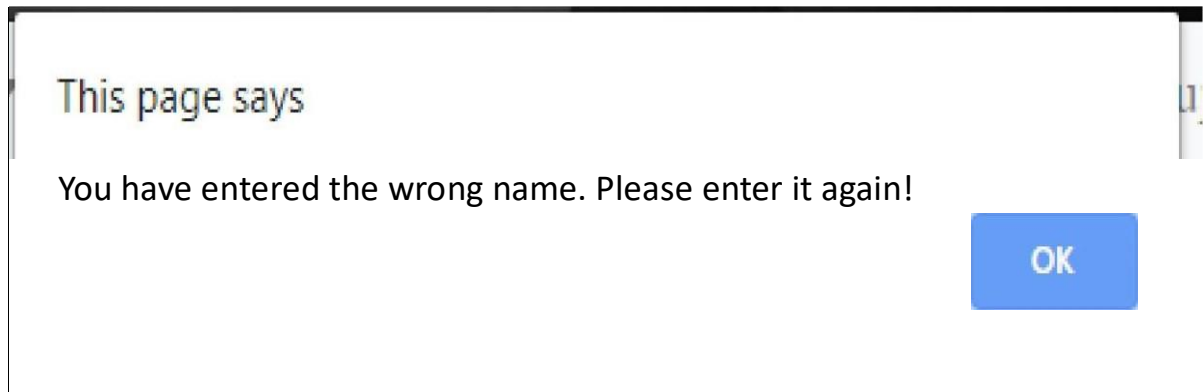 This page says
You have entered the wrong name. Please enter it again!
OK